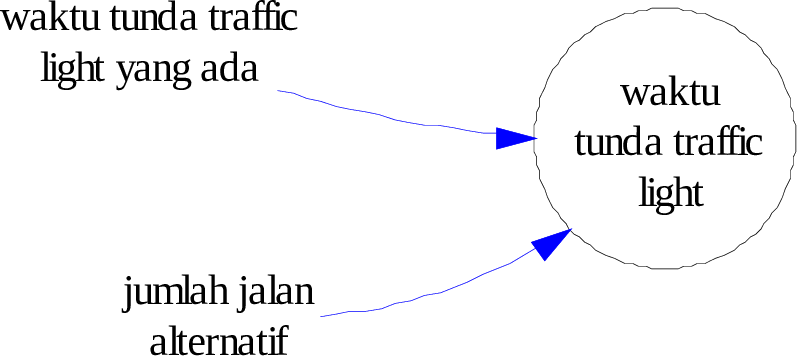 waktu tunda traffic
light yang ada
waktu
tunda traffic
light
jumlah jalan
alternatif